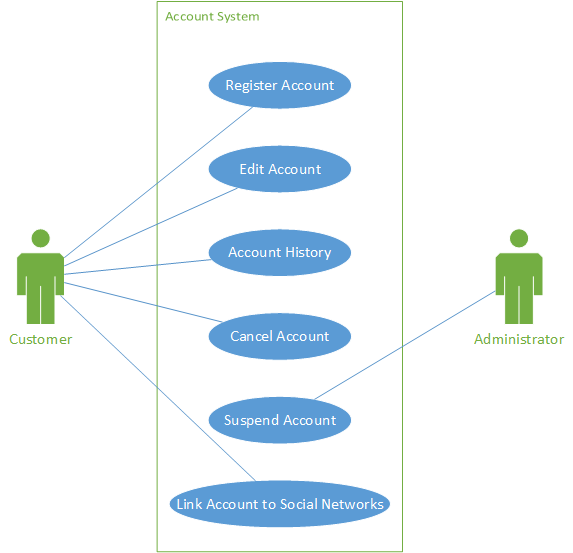 Account System
Register Account
Edit Account
Account History
Cancel Account
Customer
Administrator
Suspend Account
Link Account to Social Networks